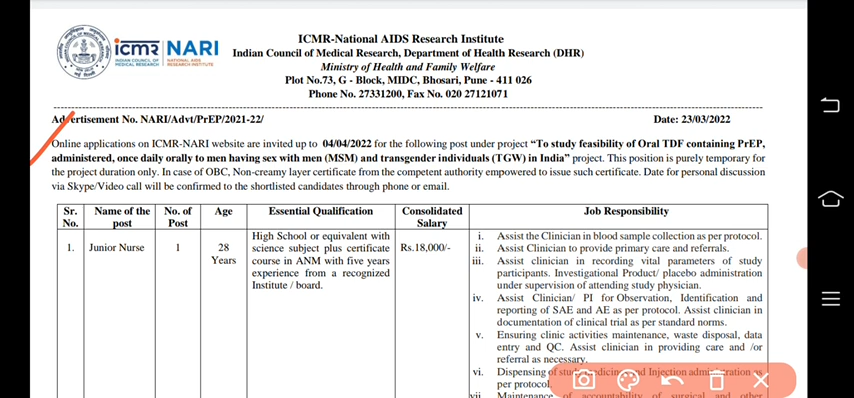 icmr NARI
INDIAN COUNCIL OF MEDICAL RESEARCH
NATIONAL AIDS RESEARCH INSTITUTE
ICMR-National AIDS Research Institute
Indian Council of Medical Research, Department of Health Research (DHR)
Ministry of Health and Family Welfare
Plot No.73, G - Block, MIDC, Bhosari, Pune - 411 026
Phone No. 27331200, Fax No. 020 27121071
Advertisement No. NARI/Advt/PrEP/2021-22/ Date: 23/03/2022
Online applications on ICMR-NARI website are invited up to 04/04/2022 for the following post under project “To study feasibility of Oral TDF containing PrEP,
administered, once daily orally to men having sex with men (MSM) and transgender individuals (TGW) in India” project. This position is purely temporary for
the project duration only. In case of OBC, Non-creamy layer certificate from the competent authority empowered to issue such certificate. Date for personal discussion
via Skype/Video call will be confirmed to the shortlisted candidates through phone or email.
Sr. No. Name of the post No. of Post Age Essential Qualification Consolidated Salary Job Responsibility
1. Junior Nurse 1 28 Years
High School or equivalent with
science subject plus certificate
course in ANM with five years
experience from a recognized
Institute / board.
Rs.18,000/-
i. Assist the Clinician in blood sample collection as per protocol.
ii. Assist Clinician to provide primary care and referrals.
iii. Assist clinician in recording vital parameters of study
participants. Investigational Product/ placebo administration
under supervision of attending study physician.
iv. Assist Clinician/ PI for Observation, Identification and
reporting of SAE and AE as per protocol. Assist clinician in
documentation of clinical trial as per standard norms.
v. Ensuring clinic activities maintenance, waste disposal, data
entry and QC. Assist clinician in providing care and /or
referral as necessary.
vi. Dispensing of study medicine and Injection administration as
per protocol.
vii. Maintenance of accountability of surgical and other